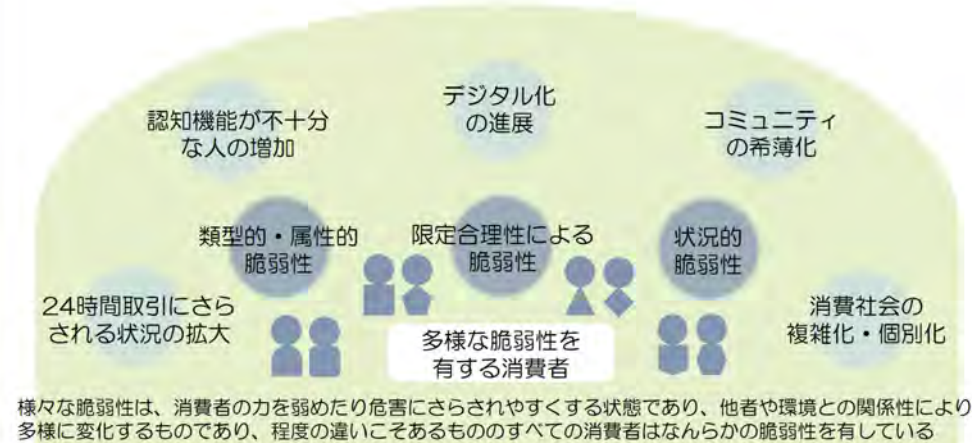 デジタル化
の進展
認知機能が不十分
な人の増加
コミュニティ
の希薄化
類型的・属性的
脆弱性
限定合理性による
脆弱性
状況的
脆弱性
24時間取引にさら
される状況の拡大
消費社会の
複雑化・個別化
多様な脆弱性を
有する消費者
様々な脆弱性は、消費者の力を弱めたり危害にさらされやすくする状態であり、他者や環境との関係性により
多様に変化するものであり、程度の違いこそあるもののすべての消費者はなんらかの脆弱性を有している